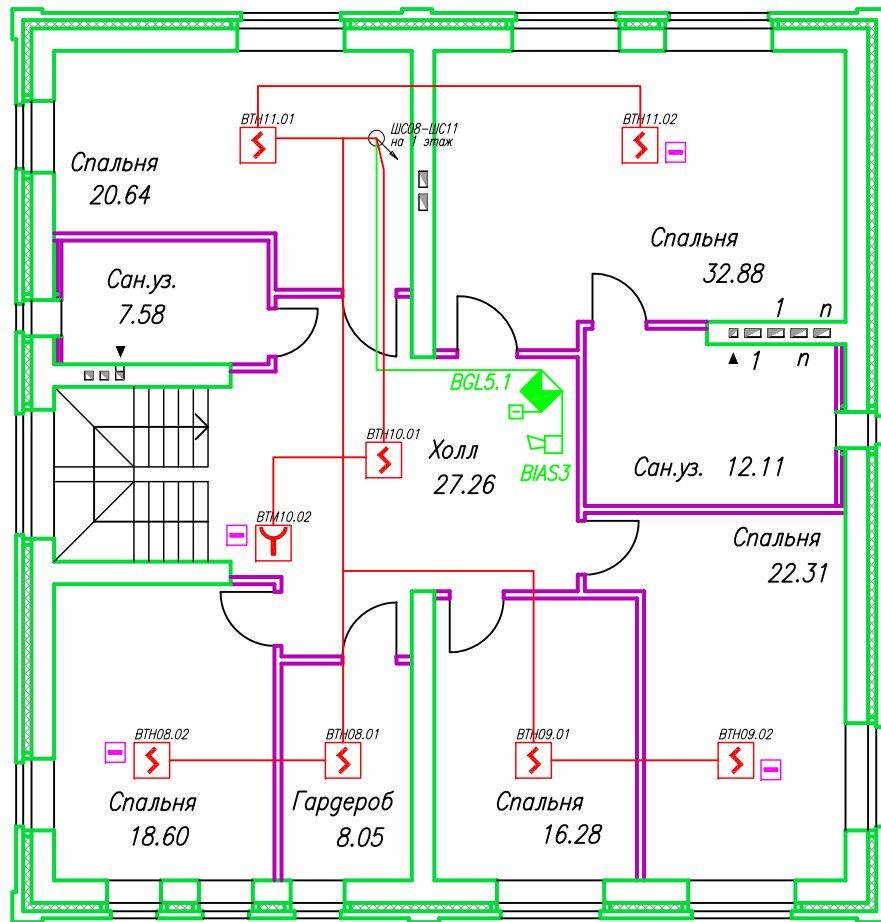 ВТН11.01
ШС08-ШС11
на 1 этаж
ВТН11.02
Спальня
20.64
Спальня
32.88
Сан.уз.
7.58
1 п
1 п
BGL5.1
ВТН10.01
Холл
27.26
BIAS3
Сан.уз. 12.11
ВТМ10.02
Спальня
22.31
ВТН08.02
ВТН08.01
ВТН09.01
ВТН09.02
Спальня
18.60
Гардероб
8.05
Спальня
16.28